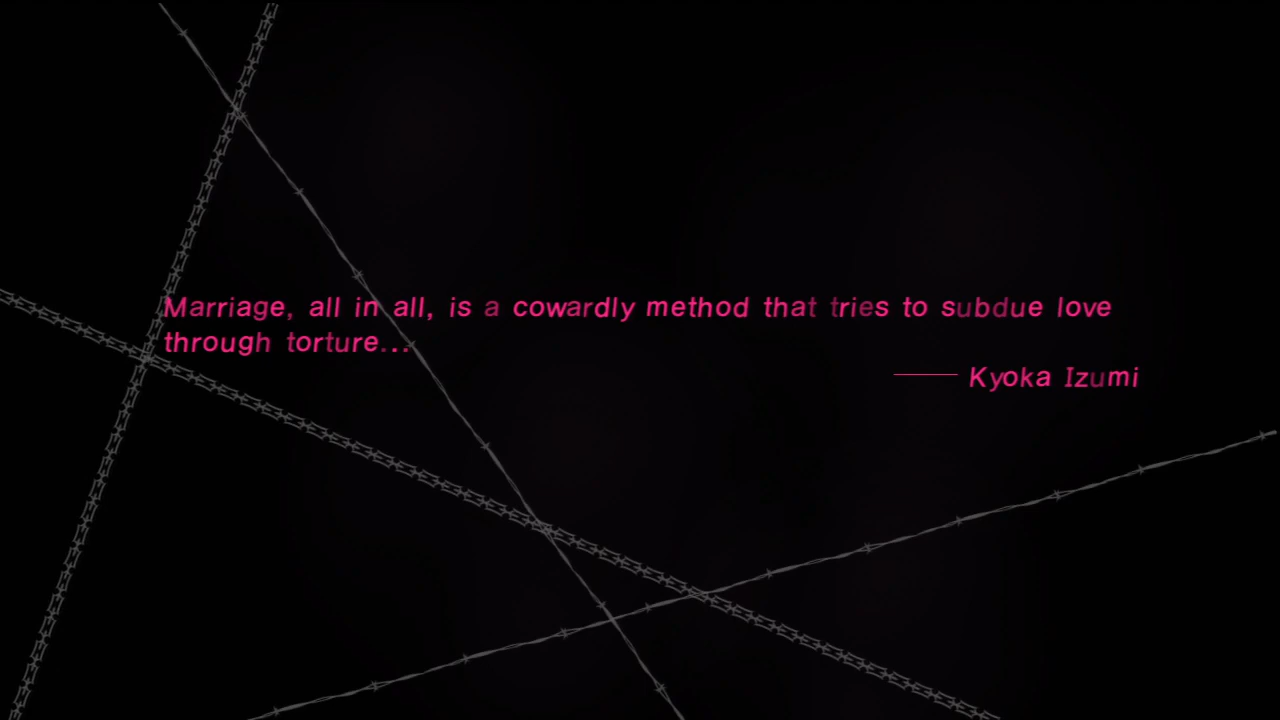 Marriage, all in all, is a cowardly method that tries to subdue love
through torture...
—— Kyoka Izumi